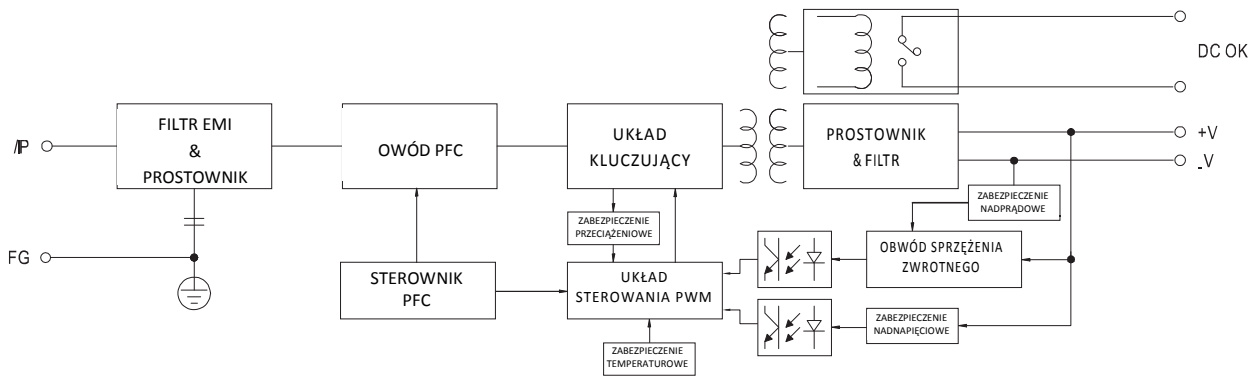 DC OK
FILTR EMI
&
PROSTOWNIK
OWÓD PFC
UKŁAD
KLUCZUJĄCY
PROSTOWNIK
& FILTR
I/P
+V
-V
ZABEZPIECZENIE
NADPRĄDOWE
ZABEZPIECZENIE
PRZECIĄŻENIOWE
OBWÓD SPRZĘŻENIA
ZWROTNEGO
FG
STEROWNIK
PFC
UKŁAD
STEROWANIA PWM
ZABEZPIECZENIE
NADNAPIĘCIOWE
ZABEZPIECZENIE
TEMPERATUROWE